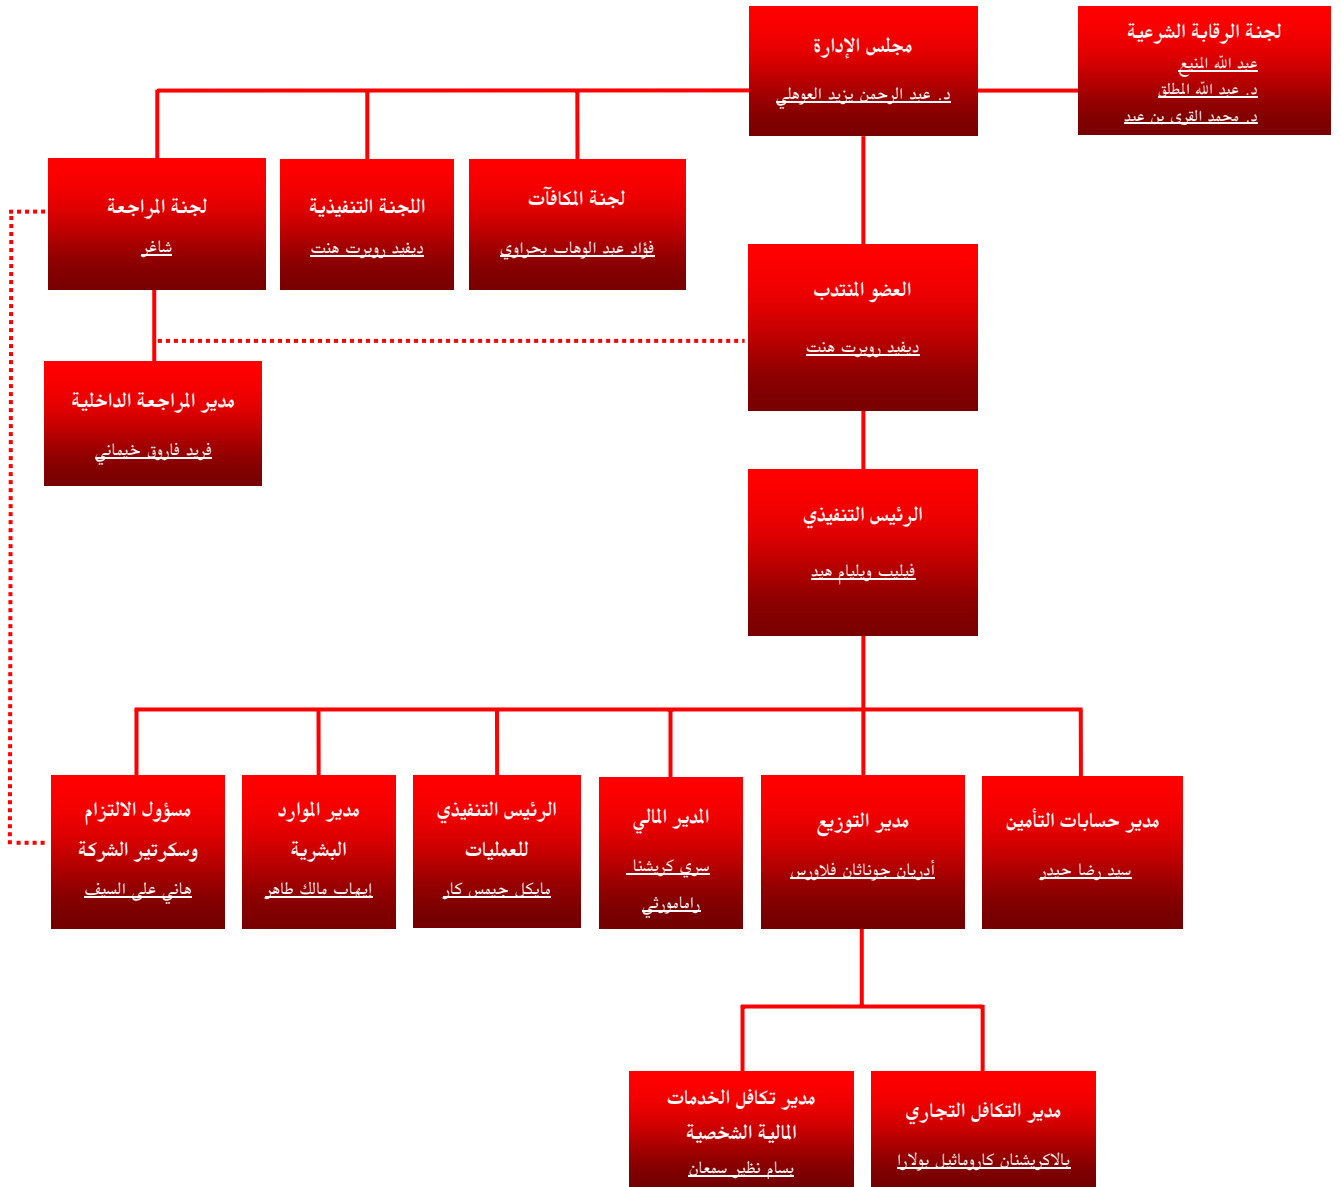 لجنة الرقابة الشرعية
عبد الله المنيع
د. عبد الله المطلق
د. محمد القري بن عيد
مجلس الإدارة
د. عبد الرحمن يزيد العوهلي
لجنة المكافآت
فؤاد عبد الوهاب بحراوي
اللجنة التنفيذية
ديفيد روبرت هنت
لجنة المراجعة
شاغر
العضو المنتدب
ديفيد روبرت هنت
مدير المراجعة الداخلية
فريد فاروق خيماني
الرئيس التنفيذي
فيليب ويليام هيد
مدير حسابات التأمين
سيد رضا حيدر
مدير التوزيع
أدريان جوناثان فلاورس
المدير المالي
سري كريشنا
رامامورثي
الرئيس التنفيذي
للعمليات
مايكل جيمس كار
مدير الموارد
البشرية
إيهاب مالك طاهر
مسؤول الالتزام
وسكرتير الشركة
هاني علي السيف
مدير التكافل التجاري
بالاكريشنان كاروماثيل بولارا
مدير تكافل الخدمات
المالية الشخصية
بسام نظير سمعان